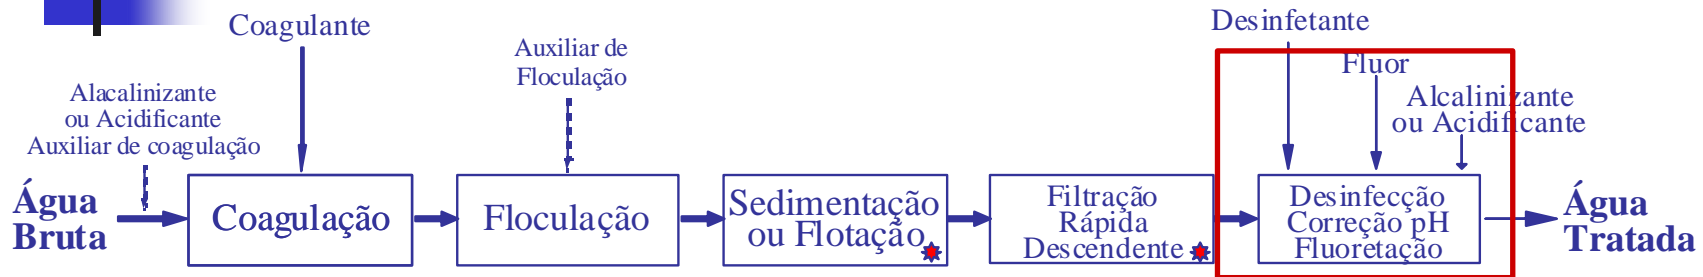 Coagulante
Auxiliar de
Floculação
Desinfetante
Fluor
Alacalinizante
ou Acidificante
Auxiliar de coagulação
Alcalinizante
ou Acidificante
Água
Bruta
Coagulação
Floculação
Sedimentação
ou Flotação
Filtração
Rápida
Descendente
Desinfecção
Correção pH
Fluoretação
Água
Tratada